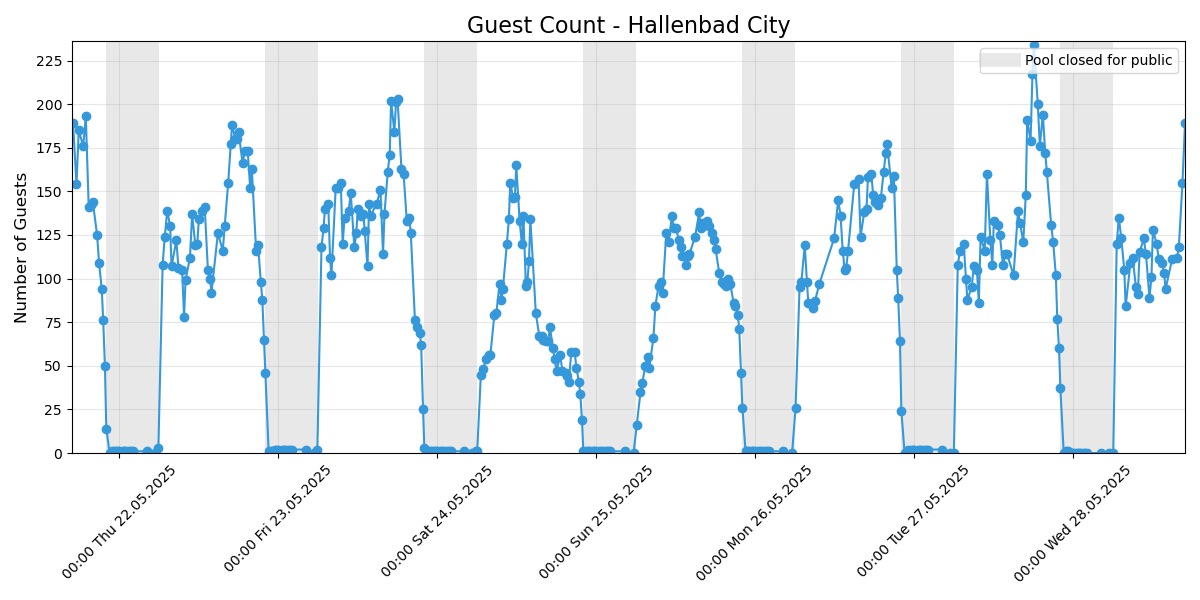 Guest Count - Hallenbad City
Pool closed for public
Number of Guests
225
200
175
150
125
100
75
50
25
0
00:00 Thu 22.05.2025
00:00 Fri 23.05.2025
00:00 Sat 24.05.2025
00:00 Sun 25.05.2025
00:00 Mon 26.05.2025
00:00 Tue 27.05.2025
00:00 Wed 28.05.2025